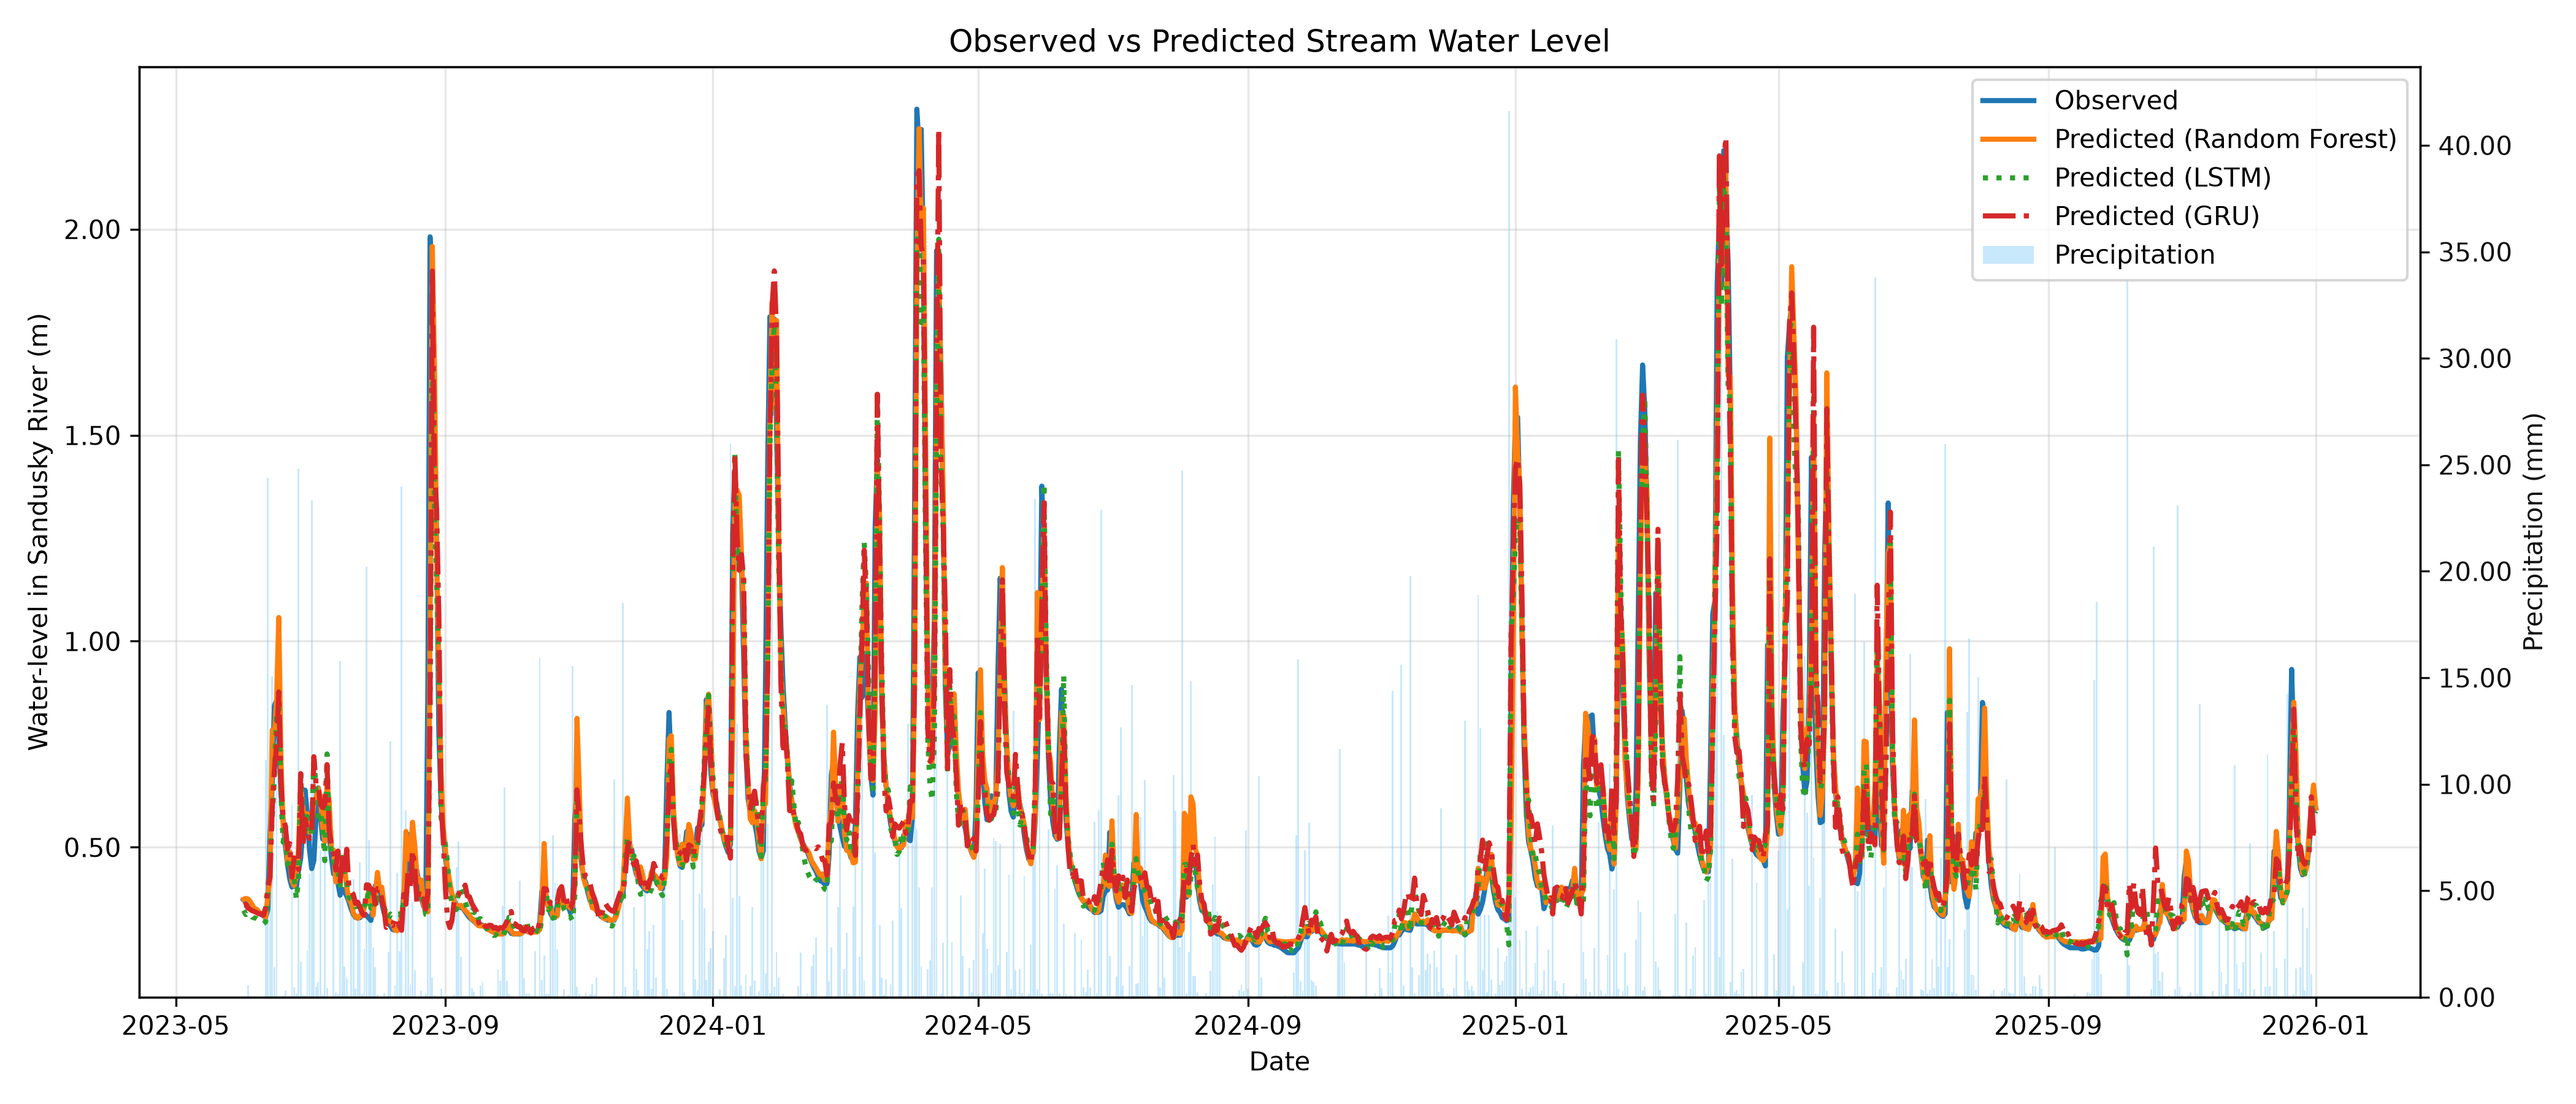 Observed vs Predicted Stream Water Level
Water-level in Sandusky River (m)
2.00
1.50
1.00
0.50
Observed
Predicted (Random Forest)
Predicted (LSTM)
Predicted (GRU)
Precipitation
40.00
35.00
30.00
25.00
20.00
15.00
10.00
5.00
0.00
Precipitation (mm)
2023-05 2023-09 2024-01 2024-05 2024-09 2025-01 2025-05 2025-09 2026-01
Date